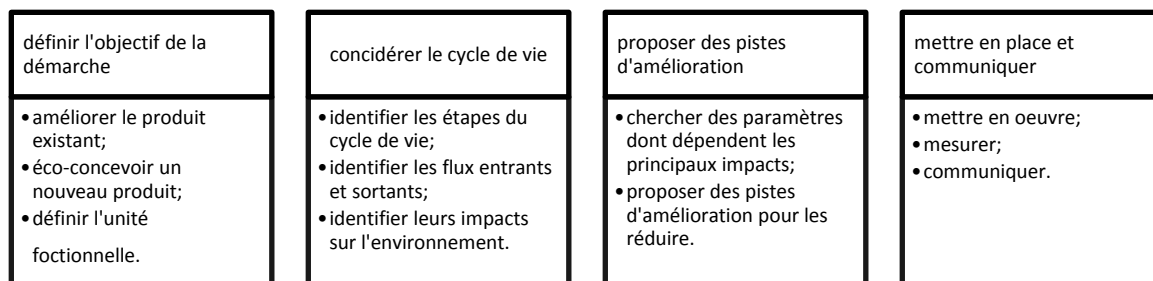 définir l'objectif de la
démarche
• améliorer le produit
existant;
• éco-concevoir un
nouveau produit;
• définir l'unité
foctionnelle.
concidérer le cycle de vie
• identifier les étapes du
cycle de vie;
• identifier les flux entrants
et sortants;
• identifier leurs impacts
sur l'environnement.
proposer des pistes
d'amélioration
• chercher des paramètres
dont dépendent les
principaux impacts;
• proposer des pistes
d'amélioration pour les
réduire.
mettre en place et
communiquer
• mettre en oeuvre;
• mesurer;
• communiquer.